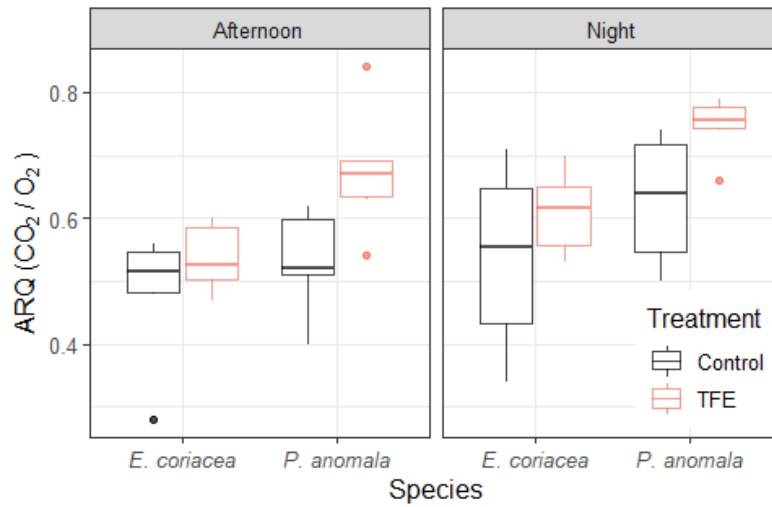 Afternoon
Night
ARQ (CO₂ / O₂ )
0.8
0.6
0.4
Treatment
Control
TFE
E. coriacea
P. anomala
E. coriacea
P. anomala
Species